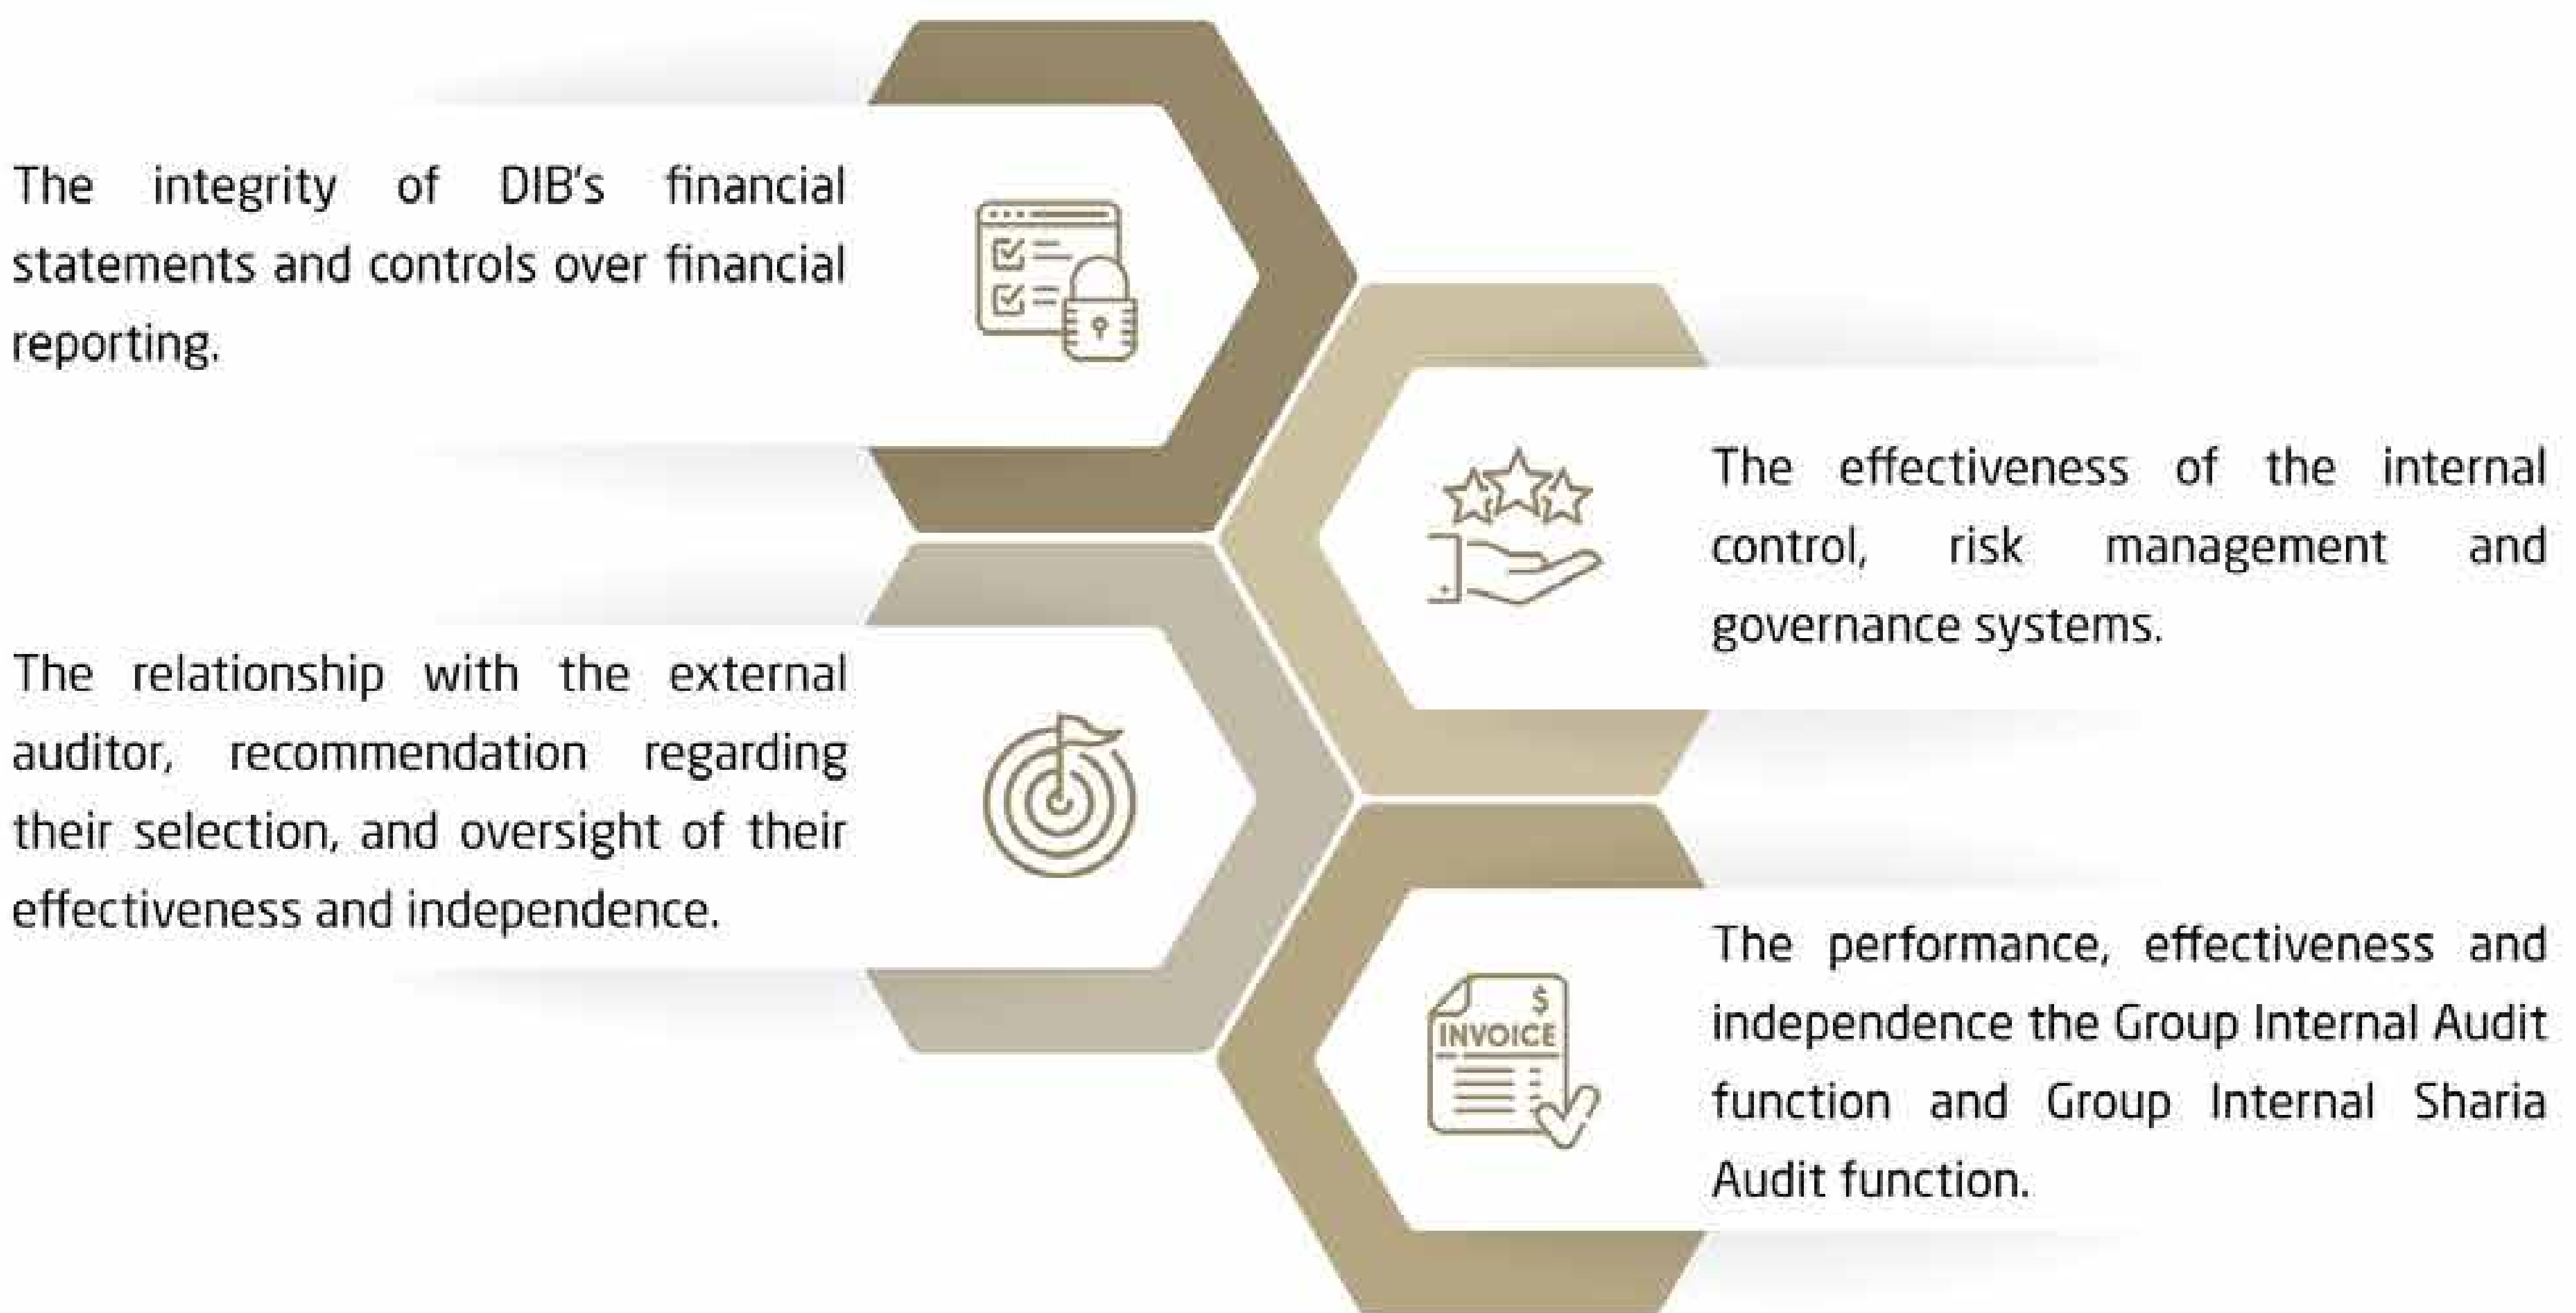 The integrity of DIB's financial
statements and controls over financial
reporting.
The effectiveness of the internal
control, risk management and
governance systems.
The relationship with the external
auditor, recommendation regarding
their selection, and oversight of their
effectiveness and independence.
$
INVOICE
The performance, effectiveness and
independence the Group Internal Audit
function and Group Internal Sharia
Audit function.